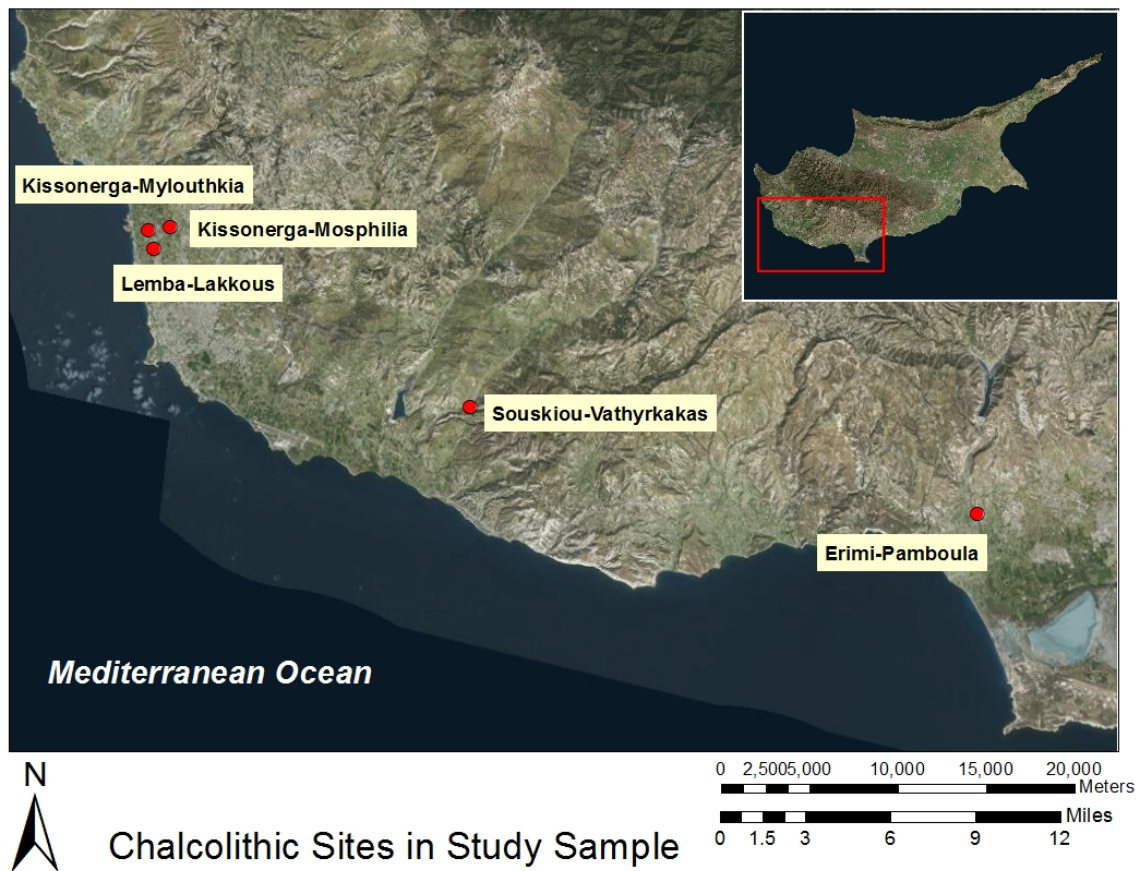 Kissonerga-Mylouthkia
Kissonerga-Mosphilia
Lemba-Lakkous
Souskiou-Vathyrkakas
Erimi-Pamboula
Mediterranean Ocean
N
Chalcolithic Sites in Study Sample
0 2,5005,000 10,000 15,000 20,000
Meters
Miles
0 1.5 3 6 9 12